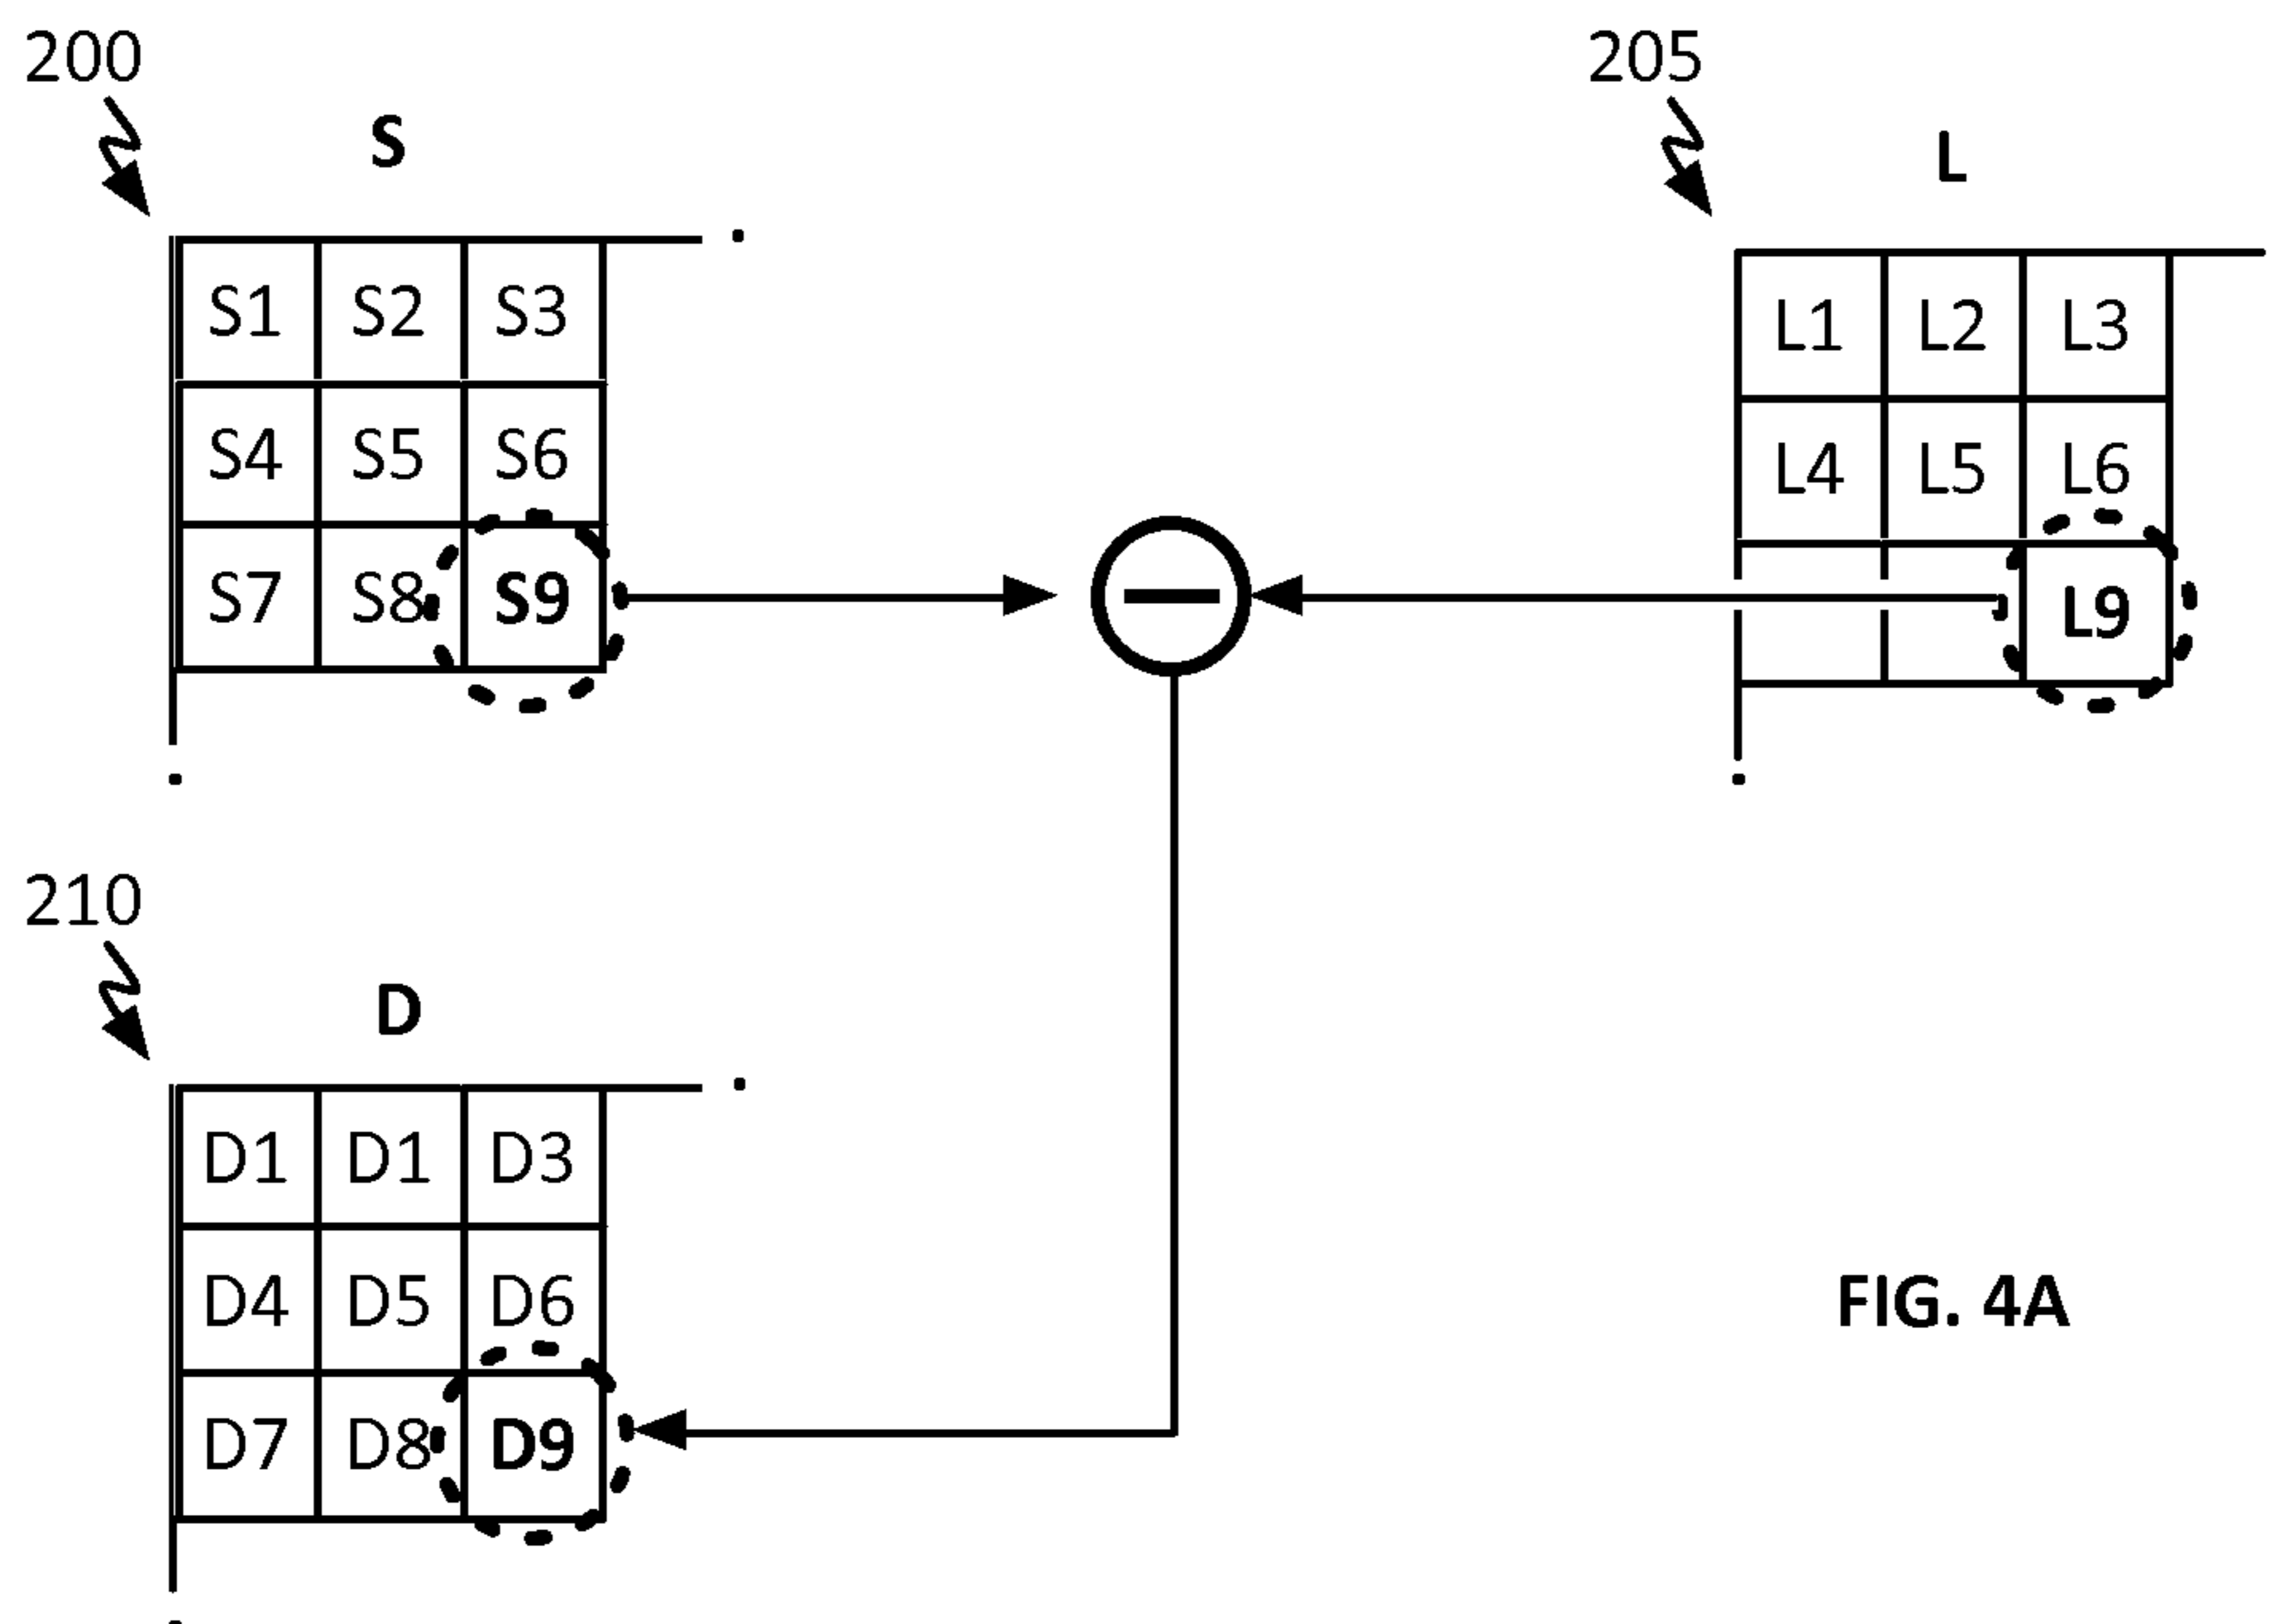 200
205
S
L
S1 S2 S3
L1 L2 L3
S4 S5 S6
L4 L5 L6
S7 S8 S9
L9
210
D
D1 D1 D3
D4 D5 D6
D7 D8 D9
FIG. 4A